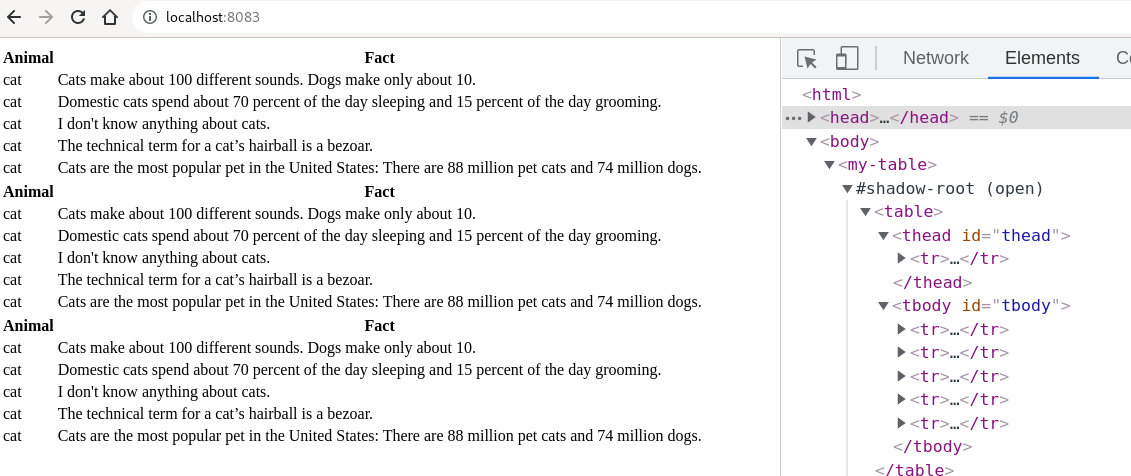 localhost:8083
Animal Fact
cat Cats make about 100 different sounds. Dogs make only about 10.
cat Domestic cats spend about 70 percent of the day sleeping and 15 percent of the day grooming.
cat I don't know anything about cats.
cat The technical term for a cat’s hairball is a bezoar.
cat Cats are the most popular pet in the United States: There are 88 million pet cats and 74 million dogs.
Animal Fact
cat Cats make about 100 different sounds. Dogs make only about 10.
cat Domestic cats spend about 70 percent of the day sleeping and 15 percent of the day grooming.
cat I don't know anything about cats.
cat The technical term for a cat’s hairball is a bezoar.
cat Cats are the most popular pet in the United States: There are 88 million pet cats and 74 million dogs.
Animal Fact
cat Cats make about 100 different sounds. Dogs make only about 10.
cat Domestic cats spend about 70 percent of the day sleeping and 15 percent of the day grooming.
cat I don't know anything about cats.
cat The technical term for a cat’s hairball is a bezoar.
cat Cats are the most popular pet in the United States: There are 88 million pet cats and 74 million dogs.
Network Elements
<html>
<head>…</head> == $0
<body>
<my-table>
#shadow-root (open)
<table>
<thead id="thead">
<tr>…</tr>
</thead>
<tbody id="tbody">
<tr>…</tr>
<tr>…</tr>
<tr>…</tr>
<tr>…</tr>
<tr>…</tr>
</tbody>
</table>